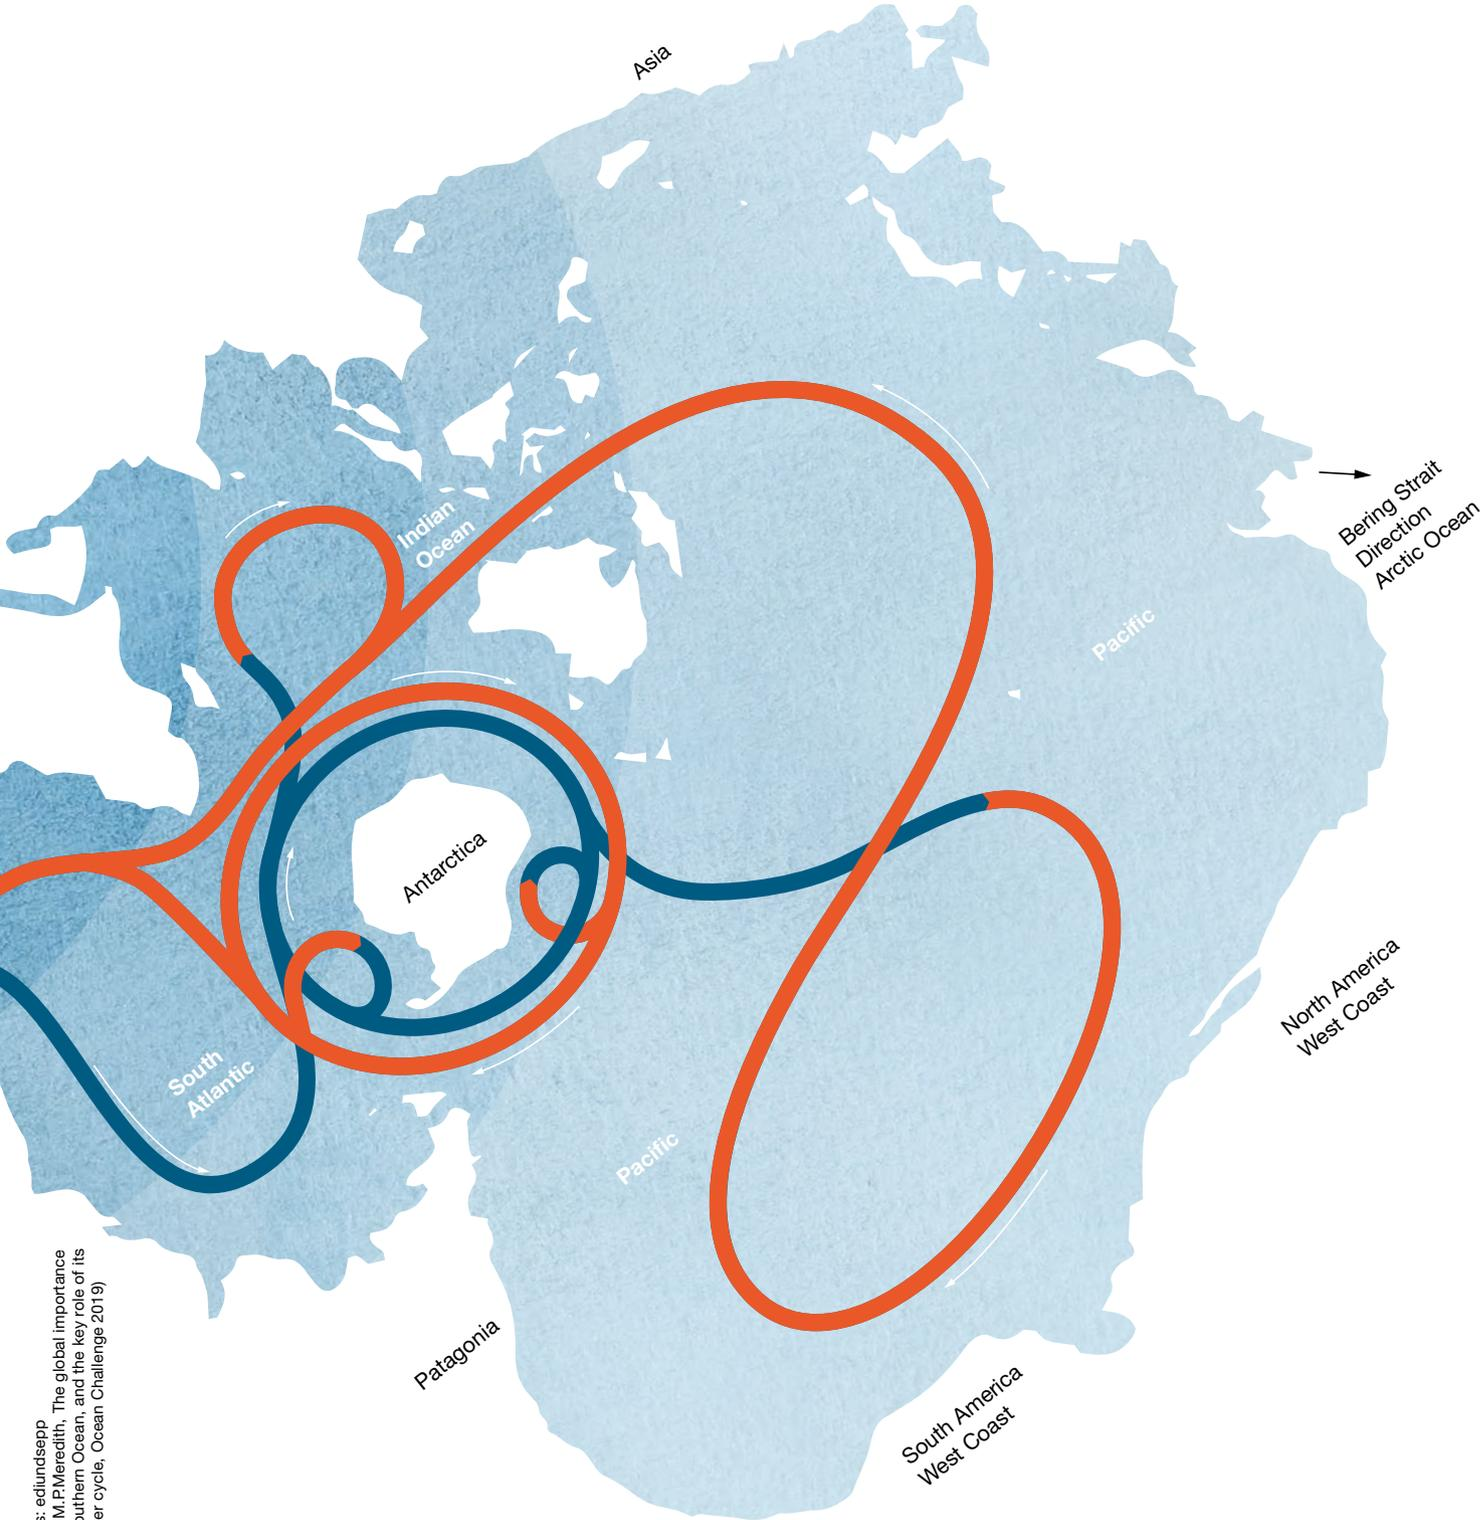 Asia
Bering Strait
Direction
Arctic Ocean
Indian
Ocean
Pacific
Antarctica
North America
West Coast
South
Atlantic
Pacific
Patagonia
South America
West Coast
: ediundsepp
M.P.Meredith, The global importance
outhern Ocean, and the key role of its
er cycle, Ocean Challenge 2019)